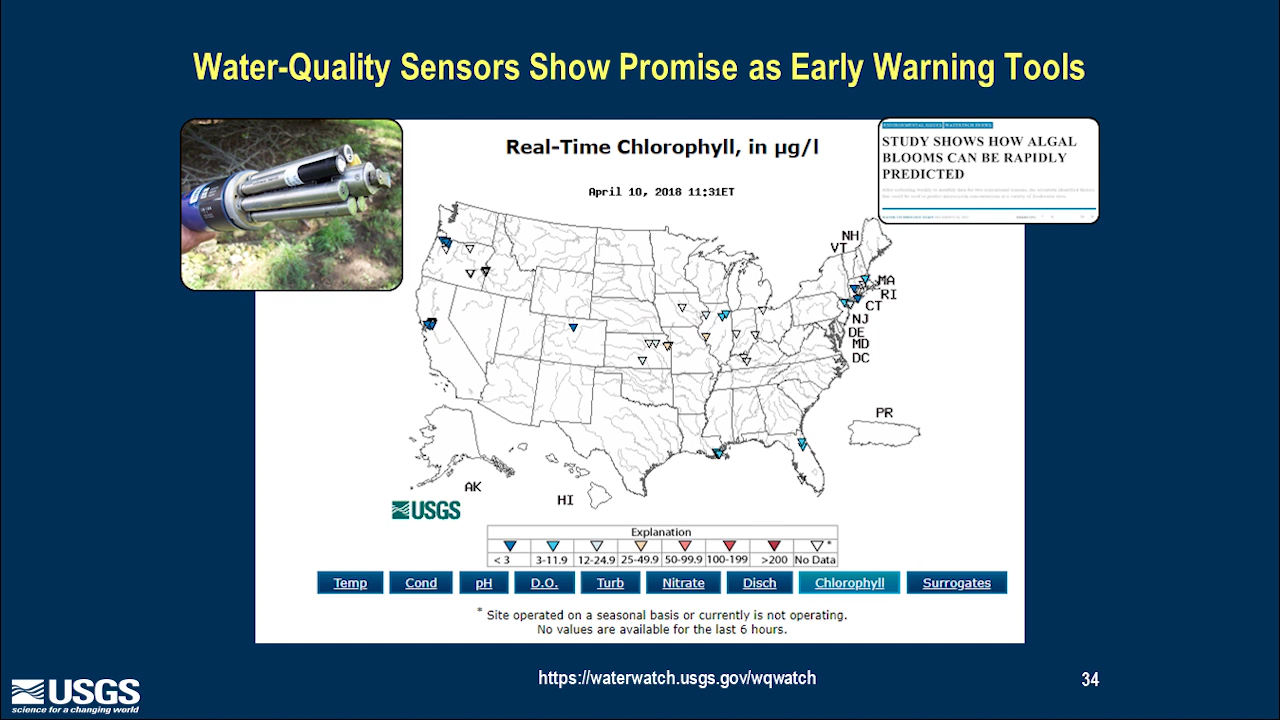 Water-Quality Sensors Show Promise as Early Warning Tools
ENVIRONMENTAL ISSUES WATERTECH NEWS
STUDY SHOWS HOW ALGAL
BLOOMS CAN BE RAPIDLY
PREDICTED
Real-Time Chlorophyll, in µg/l
April 10, 2018 11:31ET
NH
VT
MA
RI
CT
NJ
DE
MD
DC
PR
AK
HI
USGS
Explanation
*
< 3 3-11.9 12-24.9 25-49.9 50-99.9 100-199 >200 No Data
Temp Cond pH D.O. Turb Nitrate Disch Chlorophyll Surrogates
* Site operated on a seasonal basis or currently is not operating.
No values are available for the last 6 hours.
https://waterwatch.usgs.gov/wqwatch
34
USGS
science for a changing world